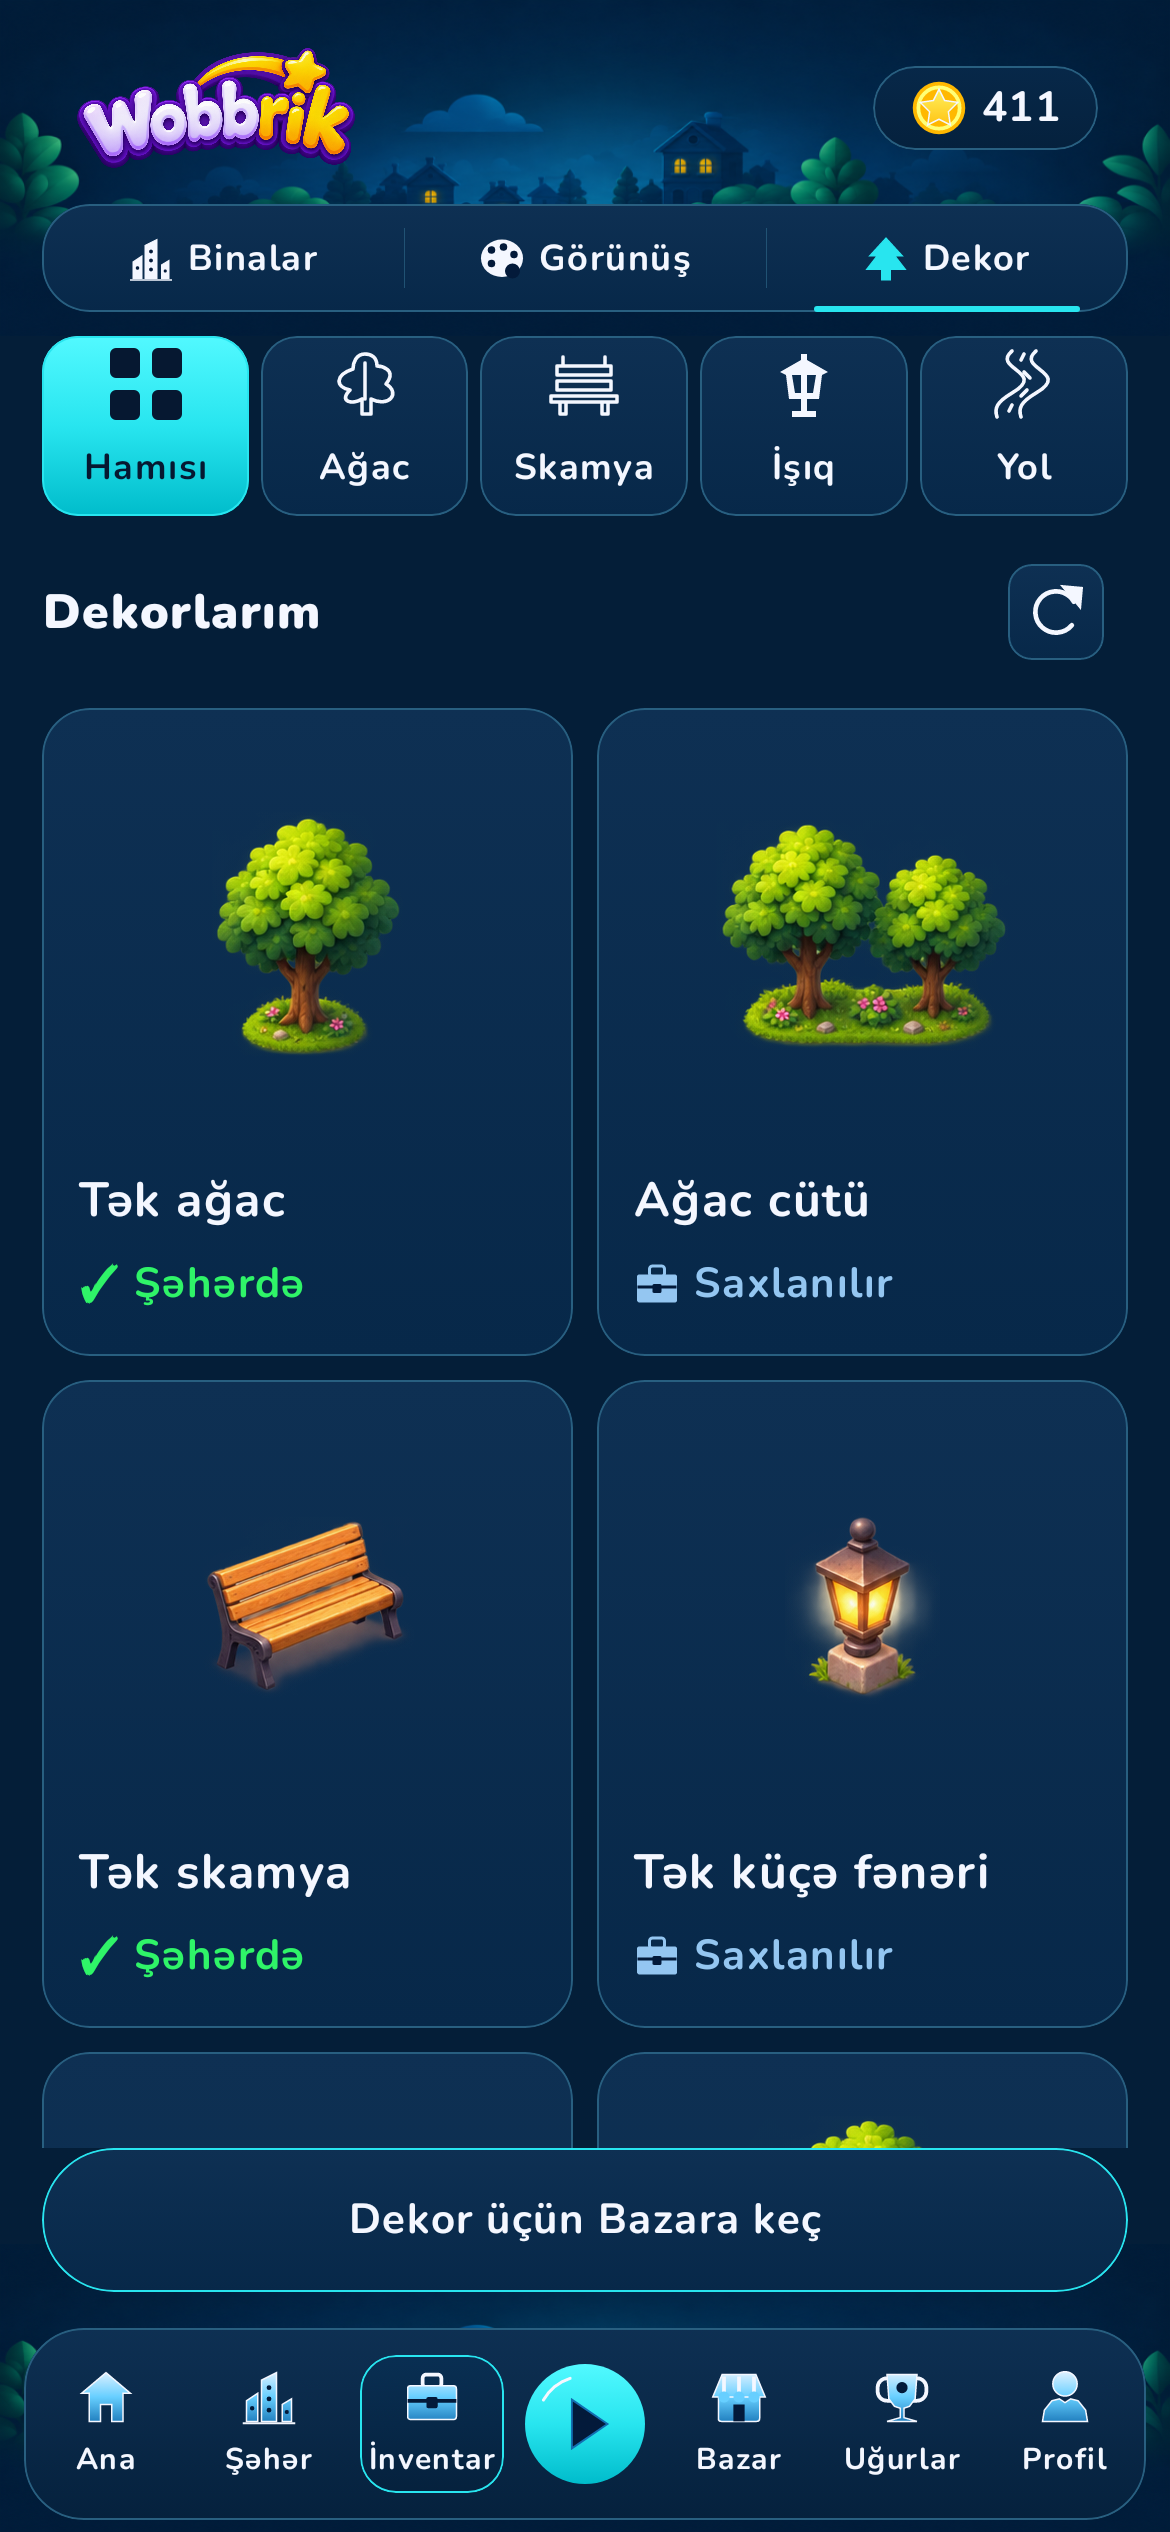 Wobbrik
411
Binalar
Görünüş
Dekor
Hamısı
Ağac
Skamya
İşıq
Yol
Dekorlarım
Tək ağac
Şəhərdə
Ağac cütü
Saxlanılır
Tək skamya
Şəhərdə
Tək küçə fənəri
Saxlanılır
Dekor üçün Bazara keç
Ana
Şəhər
İnventar
Bazar
Uğurlar
Profil